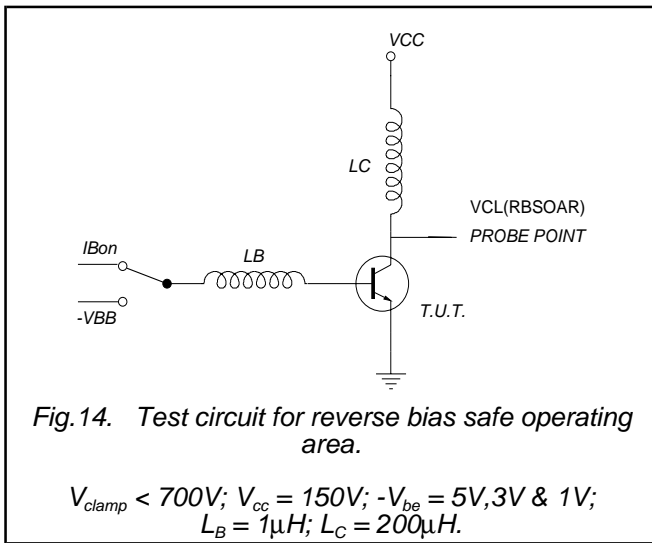 VCC
LC
VCL(RBSOAR)
PROBE POINT
IBon
LB
-VBB
T.U.T.
Fig.14. Test circuit for reverse bias safe operating
area.
Vclamp < 700V; Vcc = 150V; -Vbe = 5V,3V & 1V;
LB = 1µH; LC = 200µH.